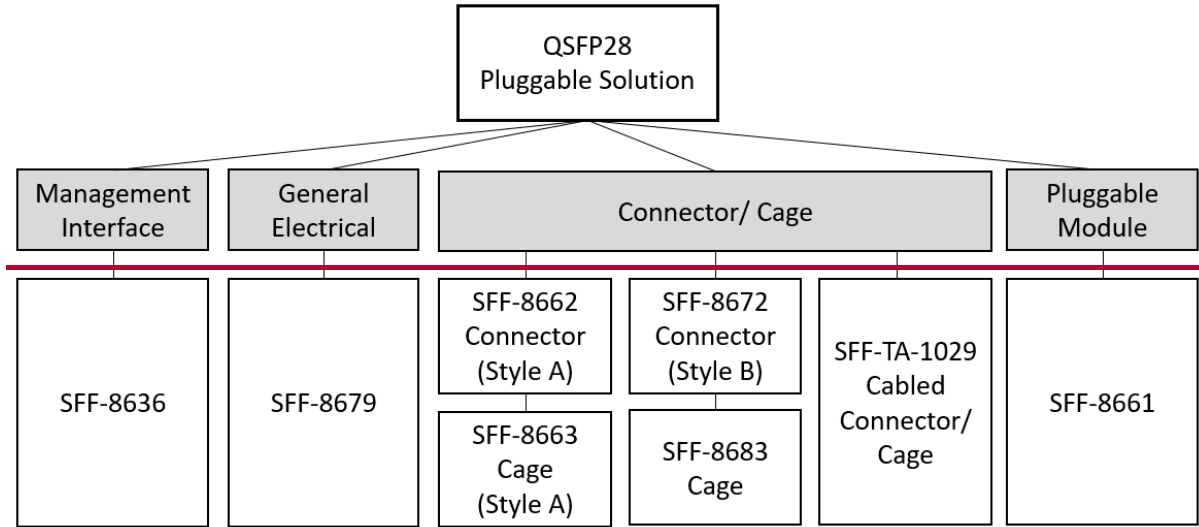 QSFP28
Pluggable Solution
Management
Interface
General
Electrical
Connector/ Cage
Pluggable
Module
SFF-8636
SFF-8679
SFF-8662
Connector
(Style A)
SFF-8663
Cage
(Style A)
SFF-8672
Connector
(Style B)
SFF-8683
Cage
SFF-TA-1029
Cabled
Connector/
Cage
SFF-8661